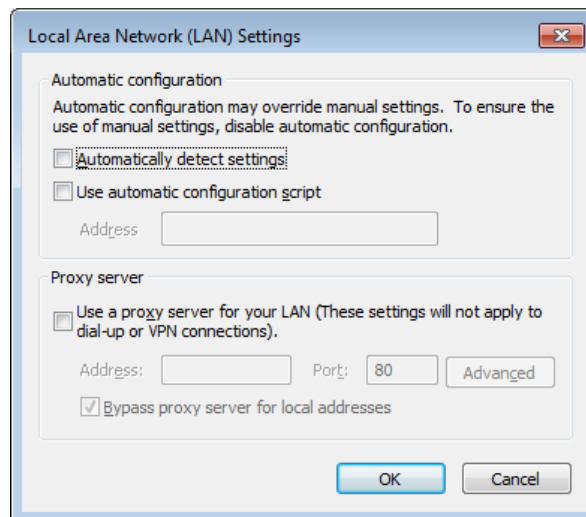 Local Area Network (LAN) Settings
Automatic configuration
Automatic configuration may override manual settings. To ensure the
use of manual settings, disable automatic configuration.
Automatically detect settings
Use automatic configuration script
Address
Proxy server
Use a proxy server for your LAN (These settings will not apply to
dial-up or VPN connections).
Address: Port: 80 Advanced
Bypass proxy server for local addresses
OK Cancel